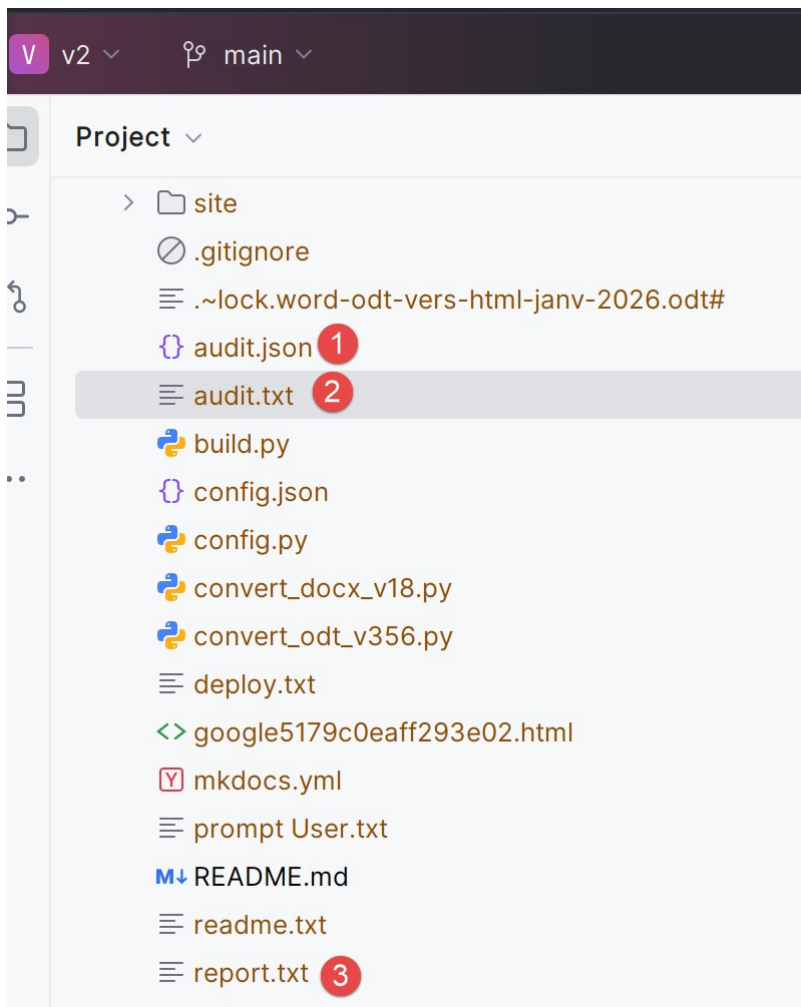 V v2 main
Project
site
.gitignore
.~lock.word-odt-vers-html-janv-2026.odt#
{} audit.json 1
audit.txt 2
build.py
{} config.json
config.py
convert_docx_v18.py
convert_odt_v356.py
deploy.txt
<> google5179c0eaff293e02.html
Y mkdocs.yml
prompt User.txt
M↓ README.md
readme.txt
report.txt 3